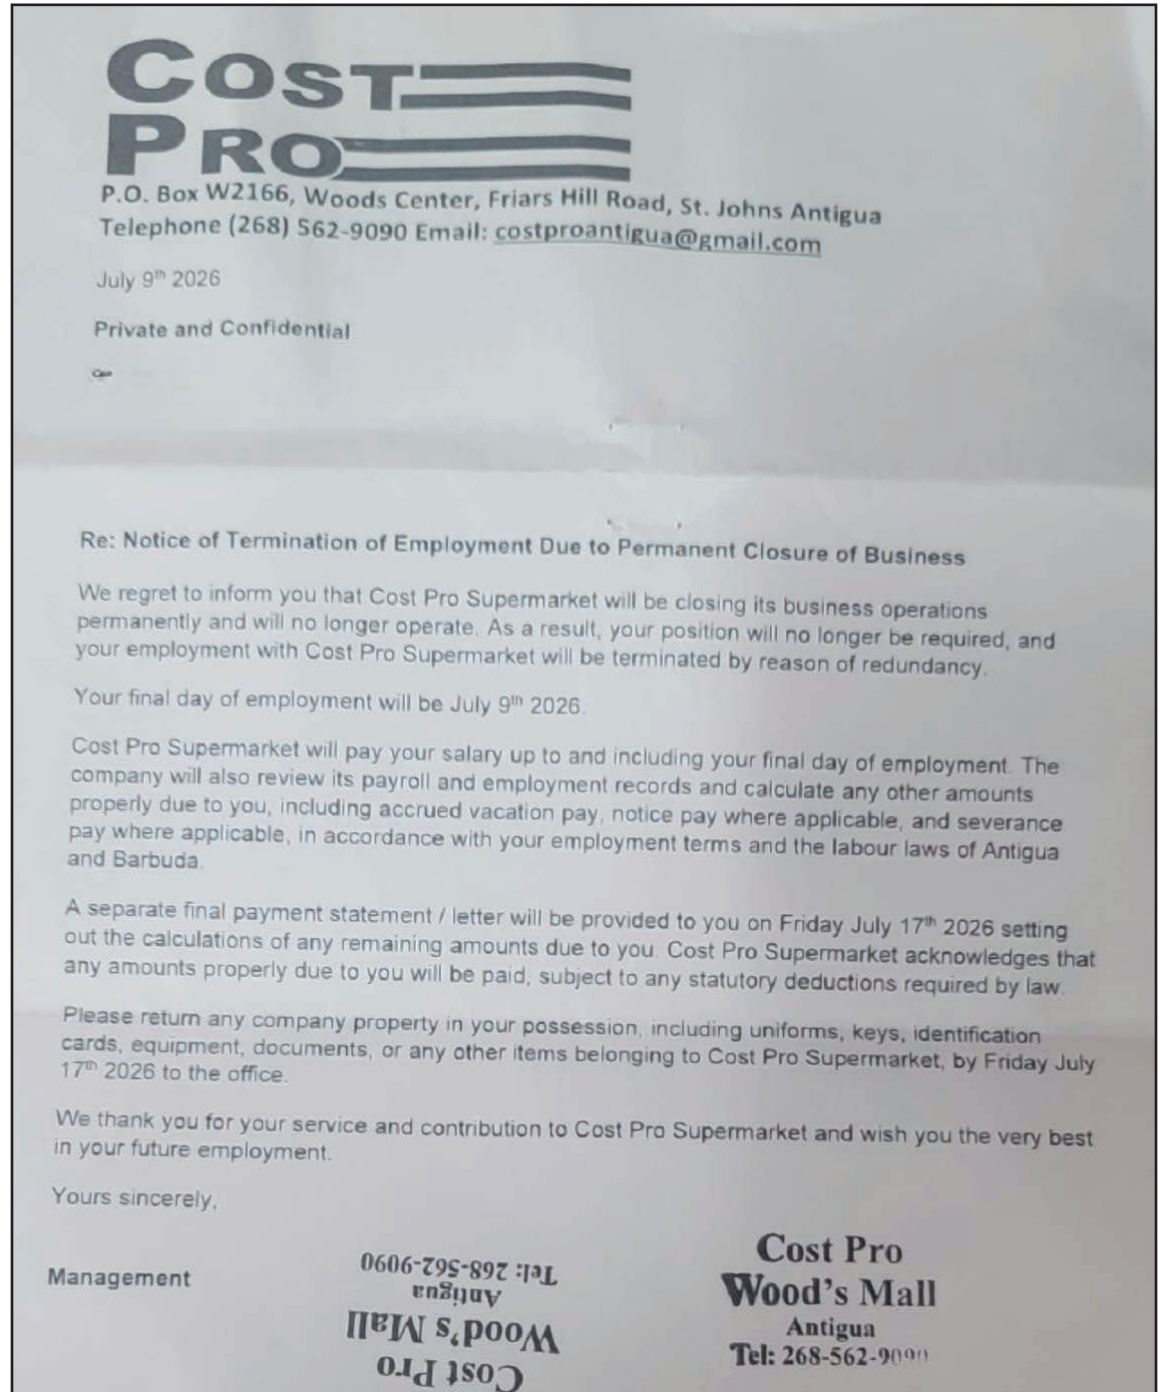 COST
PRO
P.O. Box W2166, Woods Center, Friars Hill Road, St. Johns Antigua
Telephone (268) 562-9090 Email: costproantigua@gmail.com
July 9th 2026
Private and Confidential
Re: Notice of Termination of Employment Due to Permanent Closure of Business
We regret to inform you that Cost Pro Supermarket will be closing its business operations
permanently and will no longer operate. As a result, your position will no longer be required, and
your employment with Cost Pro Supermarket will be terminated by reason of redundancy.
Your final day of employment will be July 9th 2026.
Cost Pro Supermarket will pay your salary up to and including your final day of employment. The
company will also review its payroll and employment records and calculate any other amounts
properly due to you, including accrued vacation pay, notice pay where applicable, and severance
pay where applicable, in accordance with your employment terms and the labour laws of Antigua
and Barbuda.
A separate final payment statement / letter will be provided to you on Friday July 17th 2026 setting
out the calculations of any remaining amounts due to you. Cost Pro Supermarket acknowledges that
any amounts properly due to you will be paid, subject to any statutory deductions required by law.
Please return any company property in your possession, including uniforms, keys, identification
cards, equipment, documents, or any other items belonging to Cost Pro Supermarket, by Friday July
17th 2026 to the office.
We thank you for your service and contribution to Cost Pro Supermarket and wish you the very best
in your future employment.
Yours sincerely,
Management
Cost Pro
Wood's Mall
Antigua
Tel: 268-562-9090
Cost Pro
Wood's Mall
Antigua
Tel: 268-562-9090